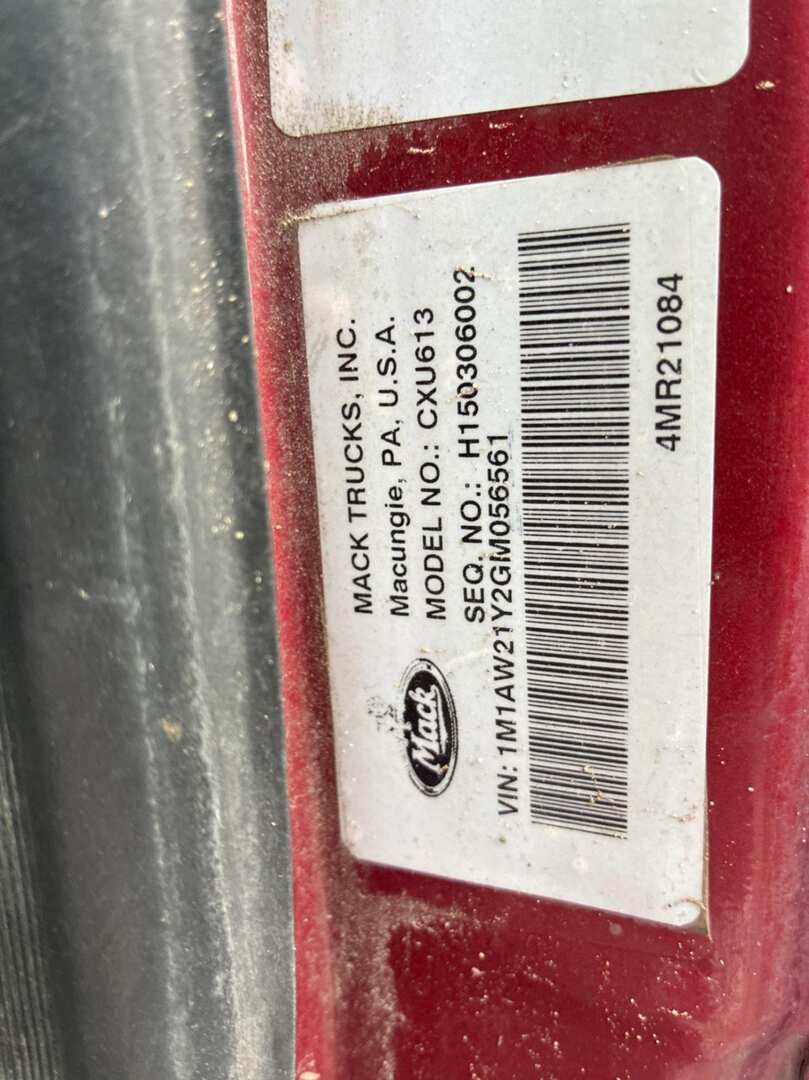 MACK TRUCKS, INC.
Macungie, PA, U.S.A.
MODEL NO.: CXU613
SEQ. NO.: H150306002
Mack
VIN: 1M1AW21Y2GM056561
4MR21084